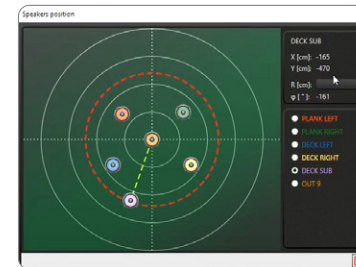 Speakers position
DECK SUB
X [cm]: -165
Y [cm]: -470
R [cm]:
φ [ ° ]: -161
PLANK LEFT
PLANK RIGHT
DECK LEFT
DECK RIGHT
DECK SUB
OUT 9